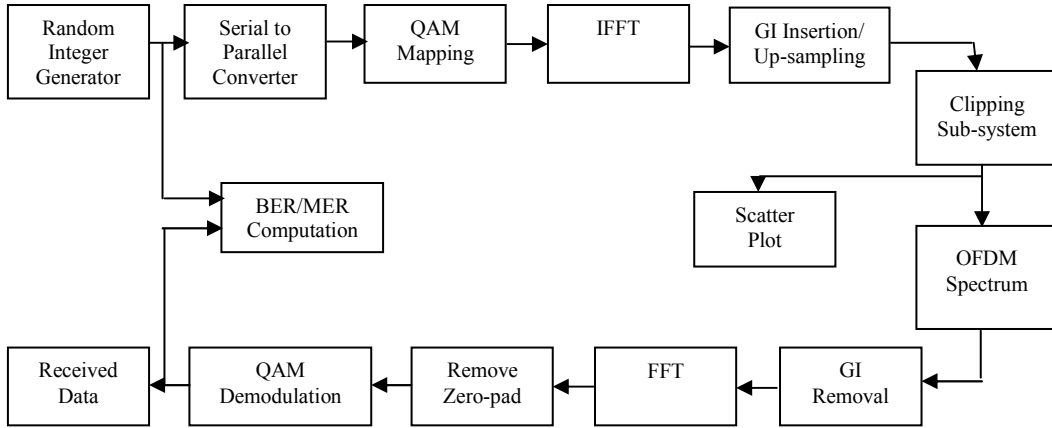 Random
Integer
Generator
Serial to
Parallel
Converter
QAM
Mapping
IFFT
GI Insertion/
Up-sampling
Clipping
Sub-system
BER/MER
Computation
Scatter
Plot
OFDM
Spectrum
Received
Data
QAM
Demodulation
Remove
Zero-pad
FFT
GI
Removal